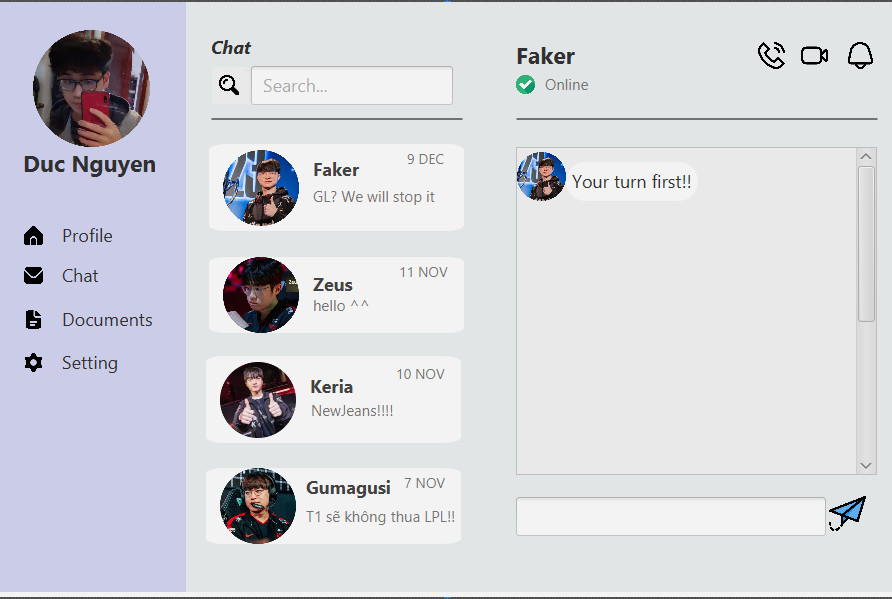 Duc Nguyen
Profile
Chat
Documents
Setting
Chat
Search...
Faker
9 DEC
GL? We will stop it
Zeus
11 NOV
hello ^^
Keria
10 NOV
NewJeans!!!!
Gumagusi
7 NOV
T1 sẽ không thua LPL!!
Faker
Online
Your turn first!!